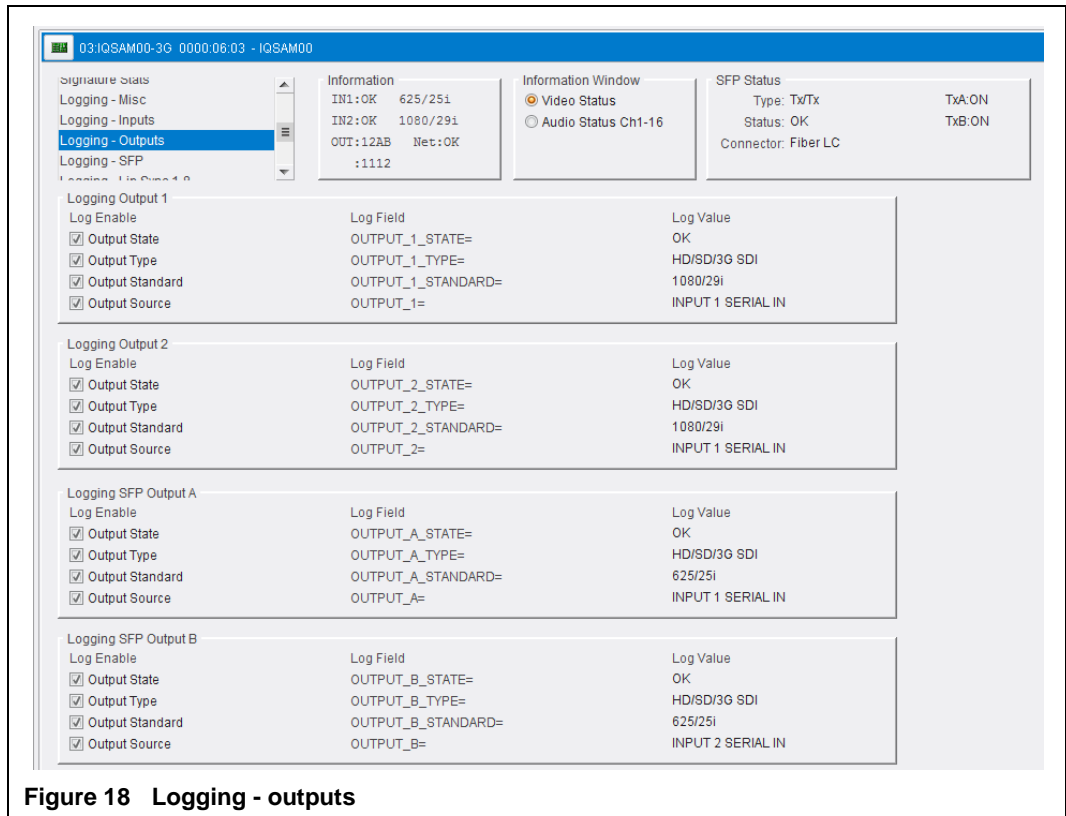 03:IQSAM00-3G 0000:06:03 - IQSAM00
Signature Stats
Logging - Misc
Logging - Inputs
Logging - Outputs
Logging - SFP
Logging - Lip Sync 1-8
Information
IN1:OK 625/25i
IN2:OK 1080/29i
OUT:12AB Net:OK
:1112
Information Window
Video Status
Audio Status Ch1-16
SFP Status
Type: Tx/Tx TxA:ON
Status: OK TxB:ON
Connector: Fiber LC
Logging Output 1
Log Enable Log Field Log Value
Output State OUTPUT_1_STATE= OK
Output Type OUTPUT_1_TYPE= HD/SD/3G SDI
Output Standard OUTPUT_1_STANDARD= 1080/29i
Output Source OUTPUT_1= INPUT 1 SERIAL IN
Logging Output 2
Log Enable Log Field Log Value
Output State OUTPUT_2_STATE= OK
Output Type OUTPUT_2_TYPE= HD/SD/3G SDI
Output Standard OUTPUT_2_STANDARD= 1080/29i
Output Source OUTPUT_2= INPUT 1 SERIAL IN
Logging SFP Output A
Log Enable Log Field Log Value
Output State OUTPUT_A_STATE= OK
Output Type OUTPUT_A_TYPE= HD/SD/3G SDI
Output Standard OUTPUT_A_STANDARD= 625/25i
Output Source OUTPUT_A= INPUT 1 SERIAL IN
Logging SFP Output B
Log Enable Log Field Log Value
Output State OUTPUT_B_STATE= OK
Output Type OUTPUT_B_TYPE= HD/SD/3G SDI
Output Standard OUTPUT_B_STANDARD= 625/25i
Output Source OUTPUT_B= INPUT 2 SERIAL IN
Figure 18 Logging - outputs